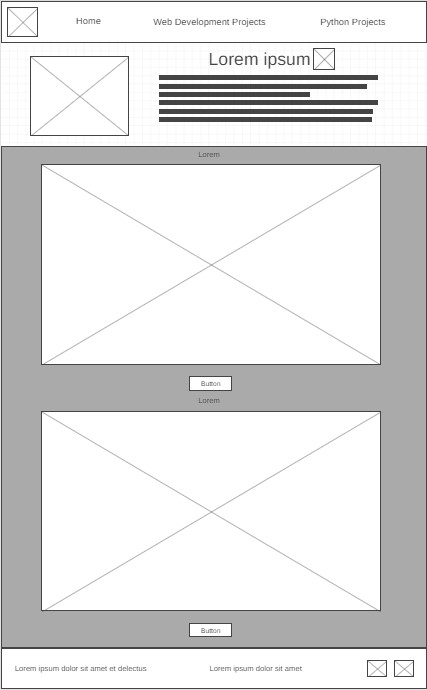 Home
Web Development Projects
Python Projects
Lorem ipsum
Lorem
Button
Lorem
Button
Lorem ipsum dolor sit amet et delectus
Lorem ipsum dolor sit amet